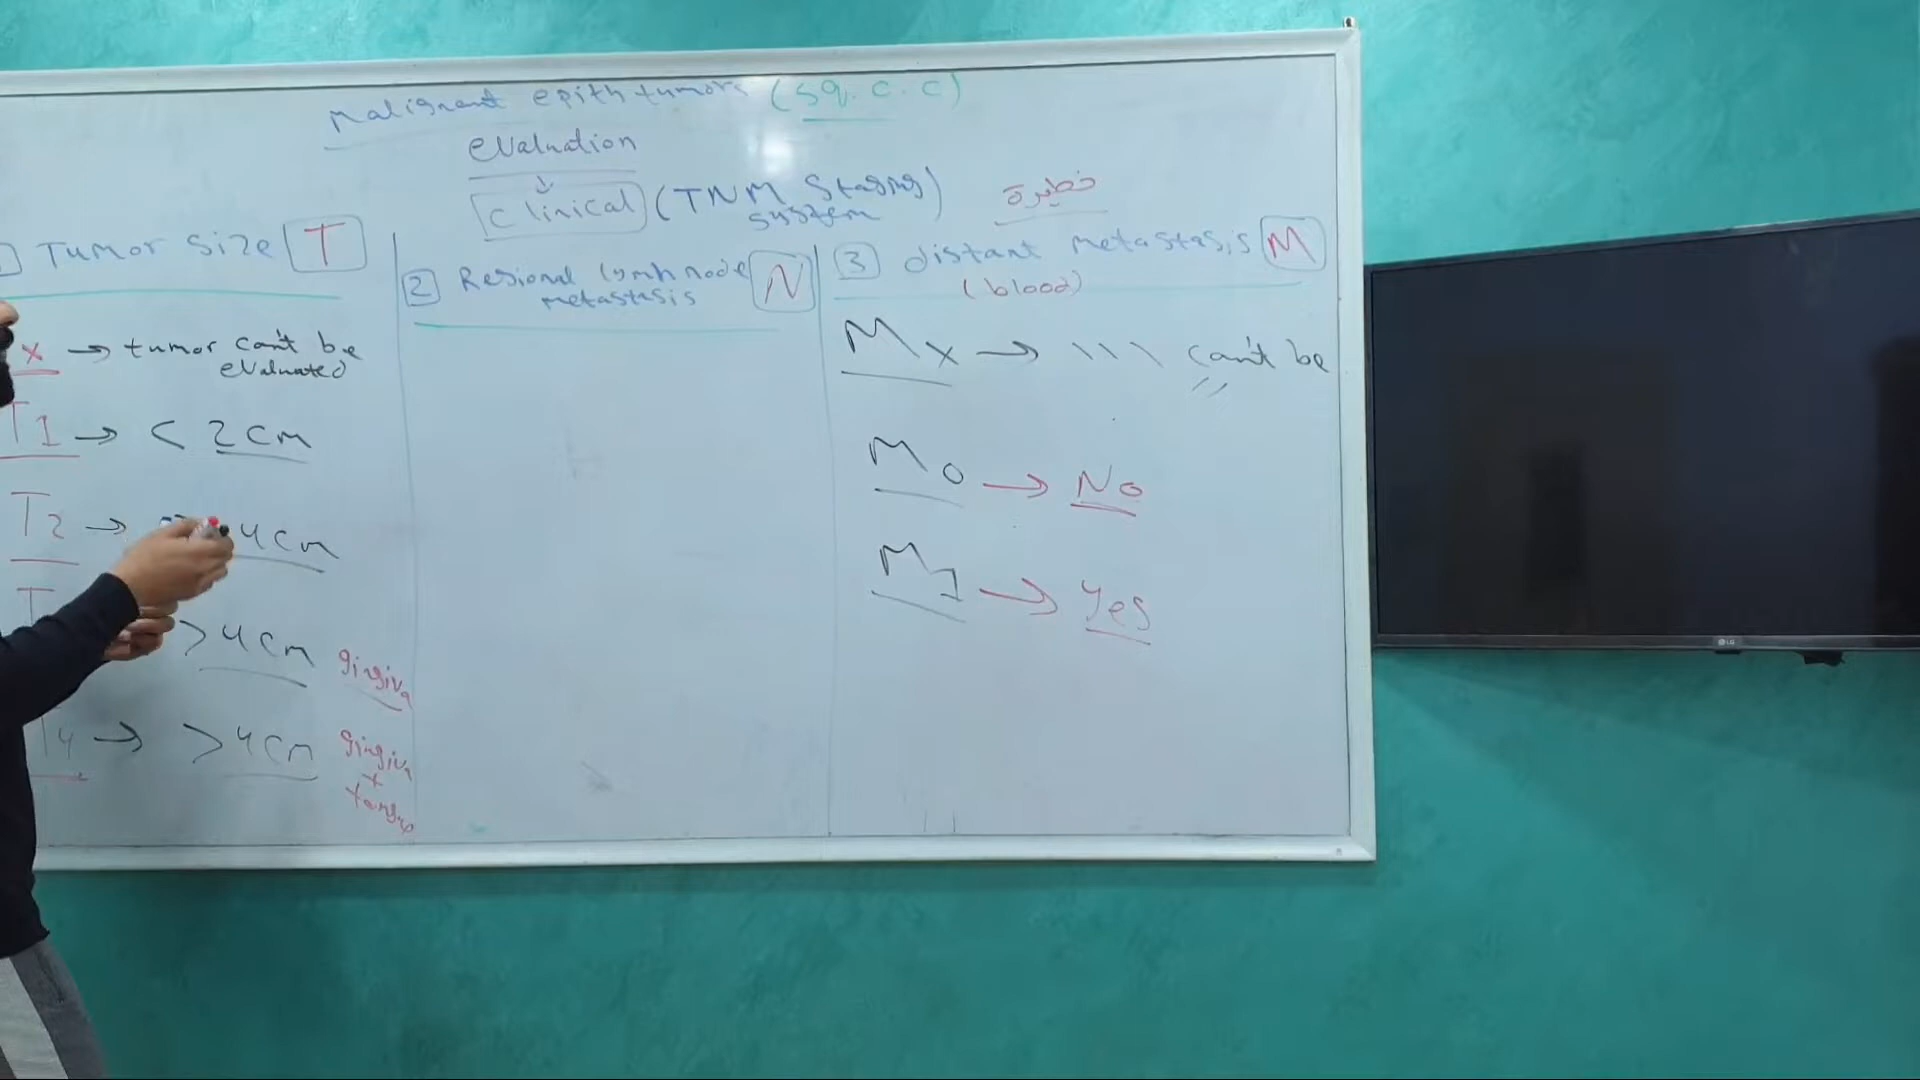 Malignant epith tumors (sq.c.c)
evaluation
↓
clinical (TNM Staging system) خطيرة
Tumor size T
x → tumor can't be
evaluated
T1 → < 2cm
T2 → 4cm
T > 4cm gingiva
T4 → > 4cm gingiva
+
2 Regional lymh node N
metastasis
3 distant metastasis M
(blood)
Mx → \ \ \ \ can't be
//
M0 → No
M1 → Yes
LG